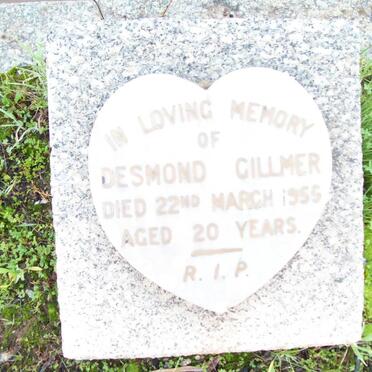 IN LOVING MEMORY
OF
DESMOND GILLMER
DIED 22ND MARCH 1955
AGED 20 YEARS.
R.I.P.